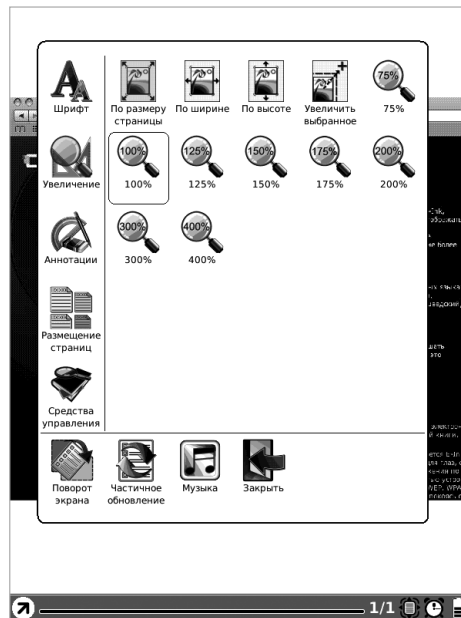 Шрифт
По размеру
страницы
По ширине
По высоте
Увеличить
выбранное
75%
75%
Увеличение
100%
100%
125%
125%
150%
150%
175%
175%
200%
200%
Аннотации
300%
300%
400%
400%
Размещение
страниц
Средства
управления
Поворот
экрана
Частичное
обновление
Музыка
Закрыть
1/1